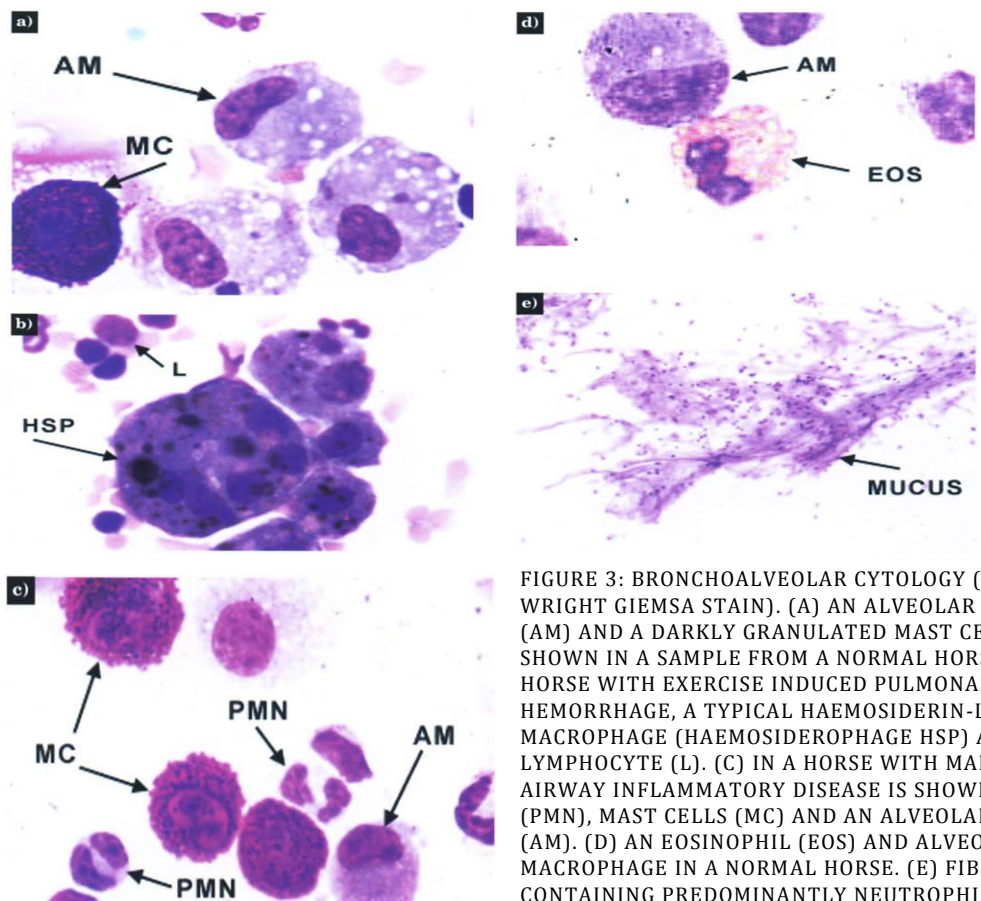 a)
AM
MC
b)
L
HSP
c)
MC
PMN
AM
PMN
d)
AM
EOS
e)
MUCUS
FIGURE 3: BRONCHOALVEOLAR CYTOLOGY (
WRIGHT GIEMSA STAIN). (A) AN ALVEOLAR
(AM) AND A DARKLY GRANULATED MAST CE
SHOWN IN A SAMPLE FROM A NORMAL HORS
HORSE WITH EXERCISE INDUCED PULMONA
HEMORRHAGE, A TYPICAL HAEMOSIDERIN-L
MACROPHAGE (HAEMOSIDEROPHAGE HSP) A
LYMPHOCYTE (L). (C) IN A HORSE WITH
AIRWAY INFLAMMATORY DISEASE IS SHOW
(PMN), MAST CELLS (MC) AND AN ALVEOLA
(AM). (D) AN EOSINOPHIL (EOS) AND ALVEO
MACROPHAGE IN A NORMAL HORSE. (E) FIB
CONTAINING PREDOMINANTLY NEUTROPHI